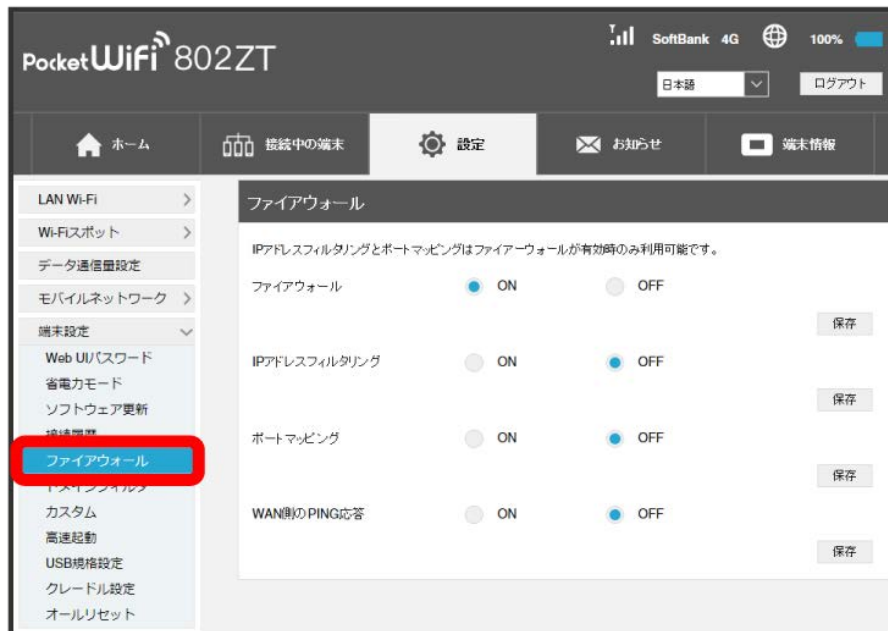 Pocket WiFi 802ZT
SoftBank 4G 100%
日本語 ログアウト
ホーム 接続中の端末 設定 お知らせ 端末情報
LAN Wi-Fi
Wi-Fiスポット
データ通信量設定
モバイルネットワーク
端末設定
Web UIパスワード
省電力モード
ソフトウェア更新
接続履歴
ファイアウォール
ドメインフィルタ
カスタム
高速起動
USB規格設定
クレードル設定
オールリセット
ファイアウォール
IPアドレスフィルタリングとポートマッピングはファイアーウォールが有効時のみ利用可能です。
ファイアウォール ON OFF
保存
IPアドレスフィルタリング ON OFF
保存
ポートマッピング ON OFF
保存
WAN側のPING応答 ON OFF
保存